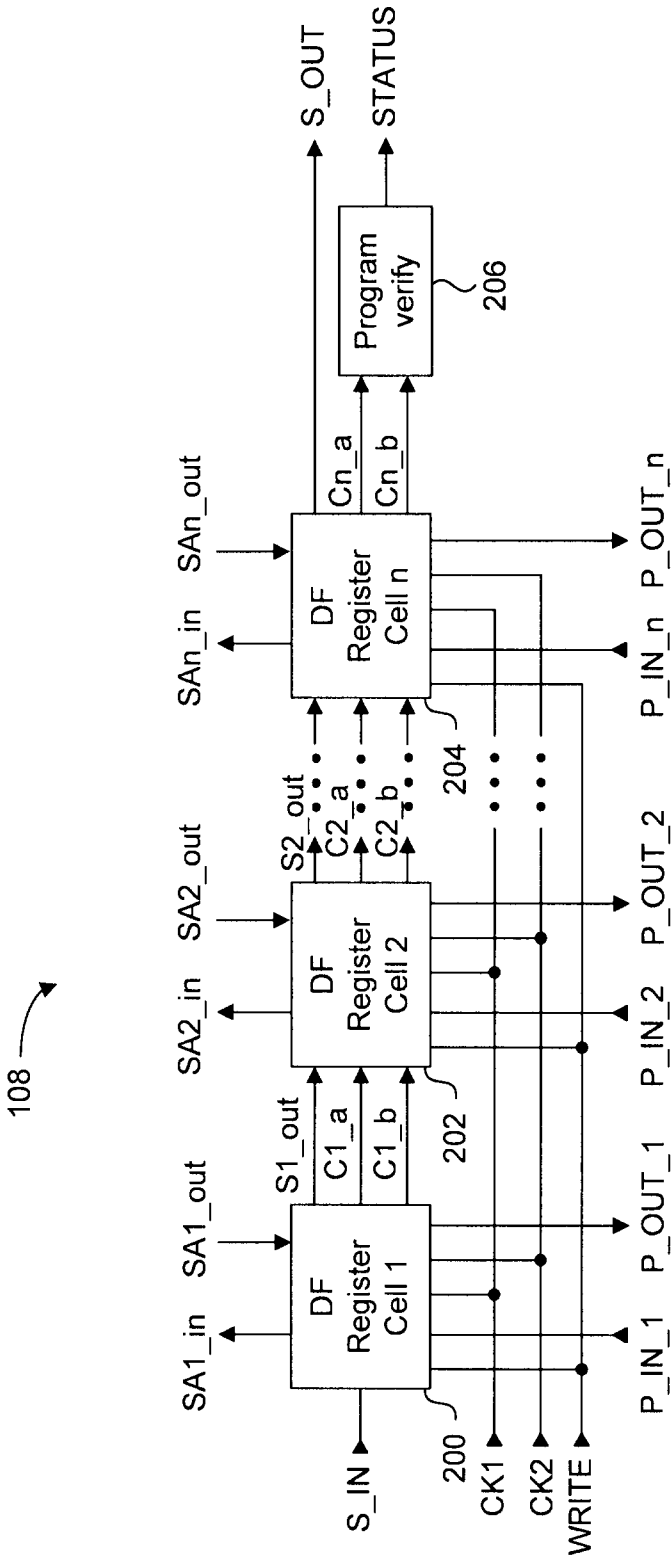 108
SA1_in
SA1_out
SA2_in
SA2_out
SAn_in
SAn_out
S_IN
DF
Register
Cell 1
S1_out
C1_a
C1_b
DF
Register
Cell 2
S2_out
C2_a
C2_b
DF
Register
Cell n
Cn_a
Cn_b
Program
verify
S_OUT
STATUS
200
202
204
206
CK1
CK2
WRITE
P_IN_1
P_OUT_1
P_IN_2
P_OUT_2
P_IN_n
P_OUT_n